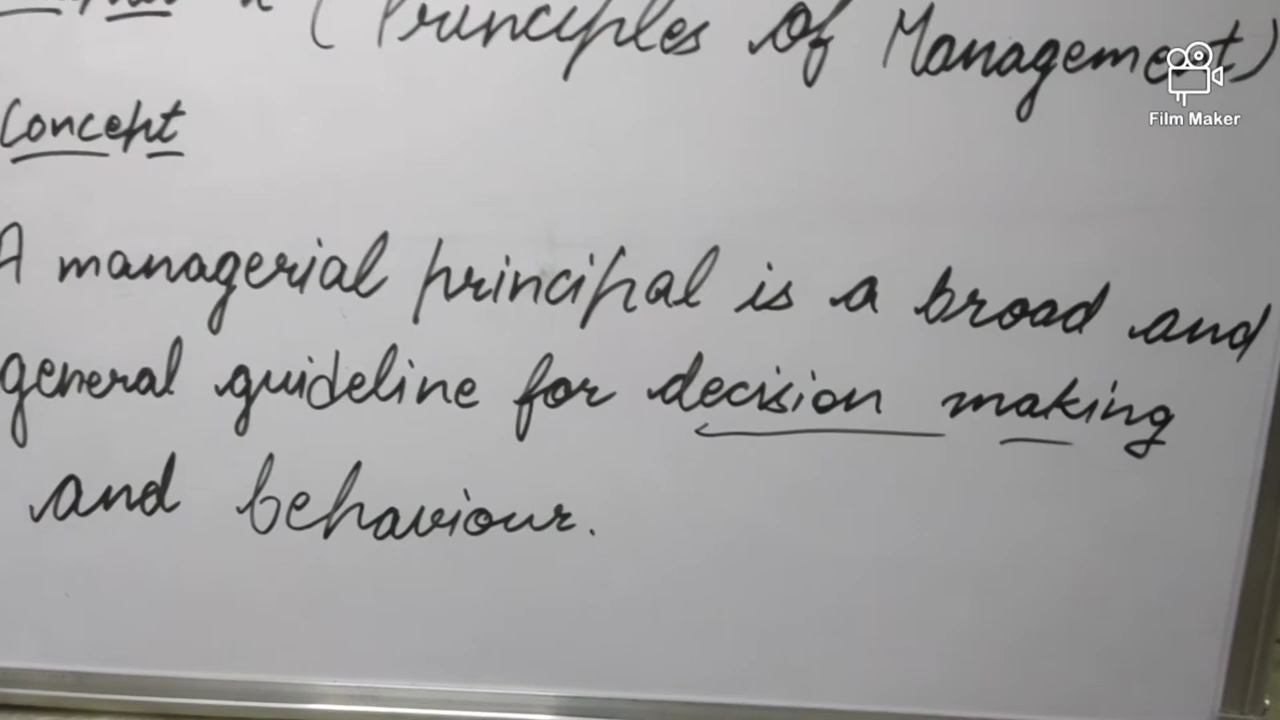 (Principles of Management)
Film Maker
Concept
A managerial principal is a broad and
general guideline for decision making
and behaviour.